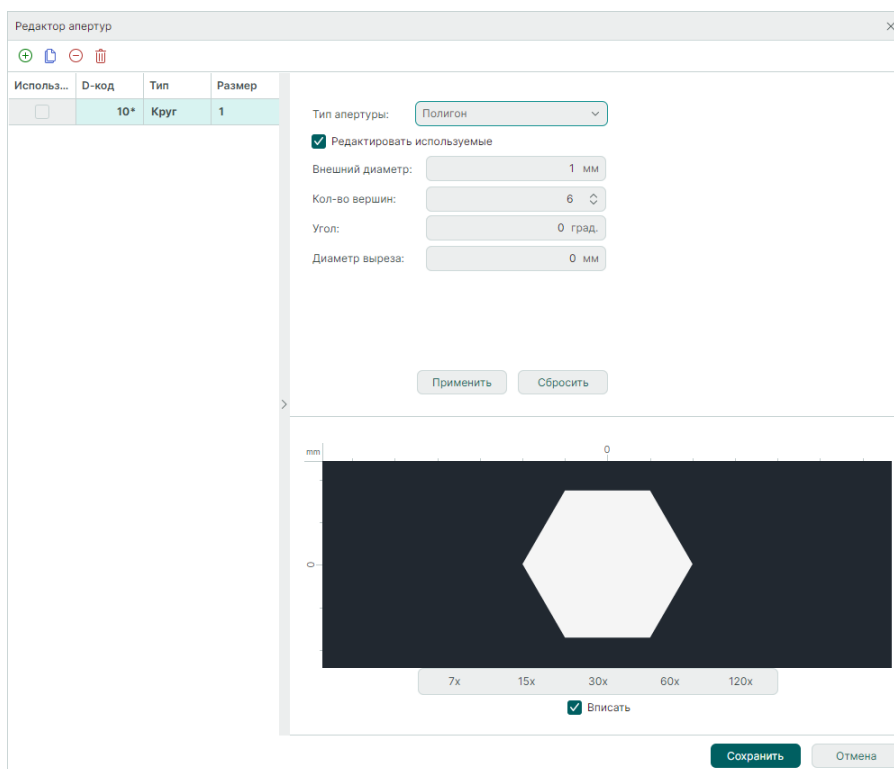 Редактор апертур
Использ... D-код Тип Размер
10* Круг 1
Тип апертуры: Полигон
Редактировать используемые
Внешний диаметр: 1 мм
Кол-во вершин: 6
Угол: 0 град.
Диаметр выреза: 0 мм
Применить Сбросить
mm 0
0
7x 15x 30x 60x 120x
Вписать
Сохранить Отмена